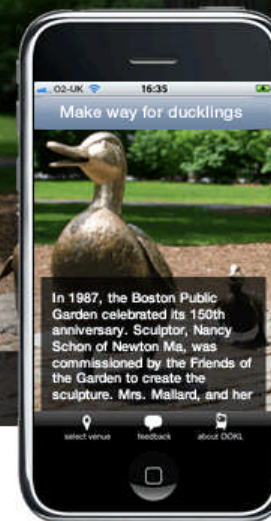 O2-UK 16:35
Make way for ducklings
In 1987, the Boston Public
Garden celebrated its 150th
anniversary. Sculptor, Nancy
Schon of Newton Ma, was
commissioned by the Friends of
the Garden to create the
sculpture. Mrs. Mallard, and her
select venue feedback about OOKL